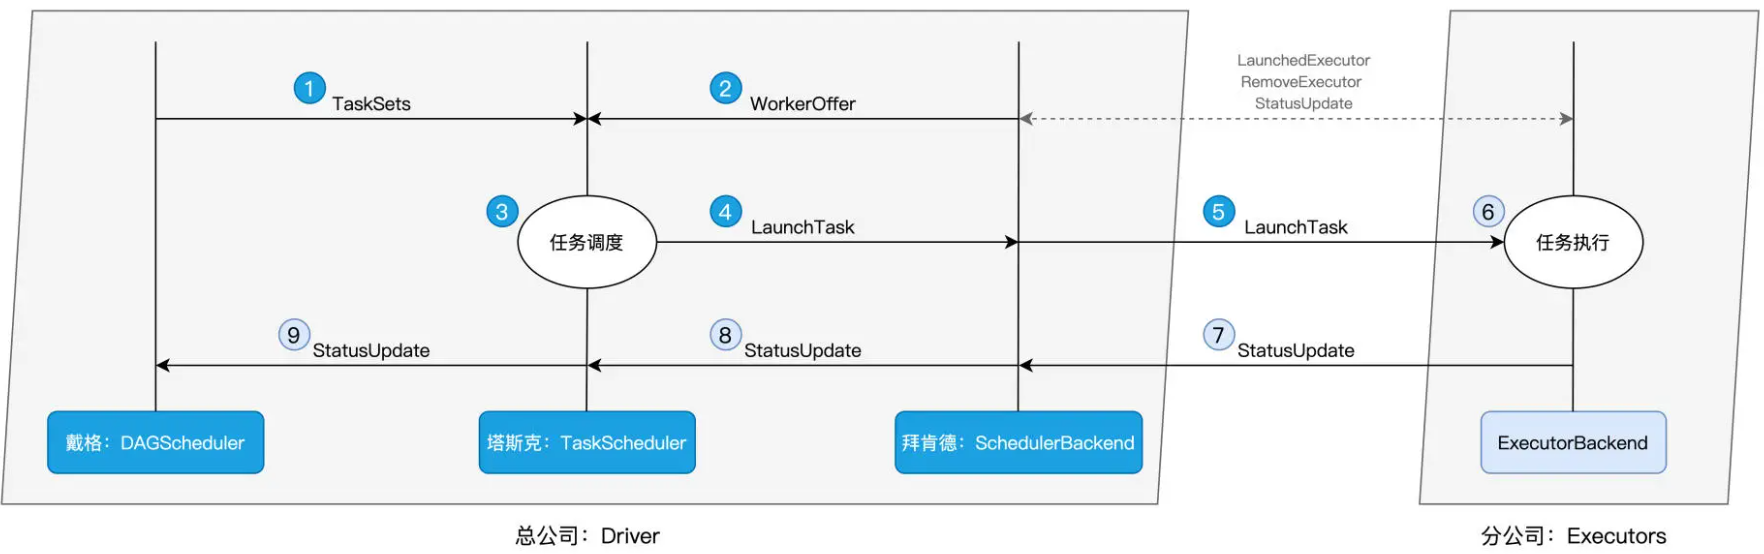 LaunchedExecutor
RemoveExecutor
StatusUpdate
1
TaskSets
2
WorkerOffer
3
任务调度
4
LaunchTask
5
LaunchTask
6
任务执行
9
StatusUpdate
8
StatusUpdate
7
StatusUpdate
戴格：DAGScheduler
塔斯克：TaskScheduler
拜肯德：SchedulerBackend
ExecutorBackend
总公司：Driver
分公司：Executors